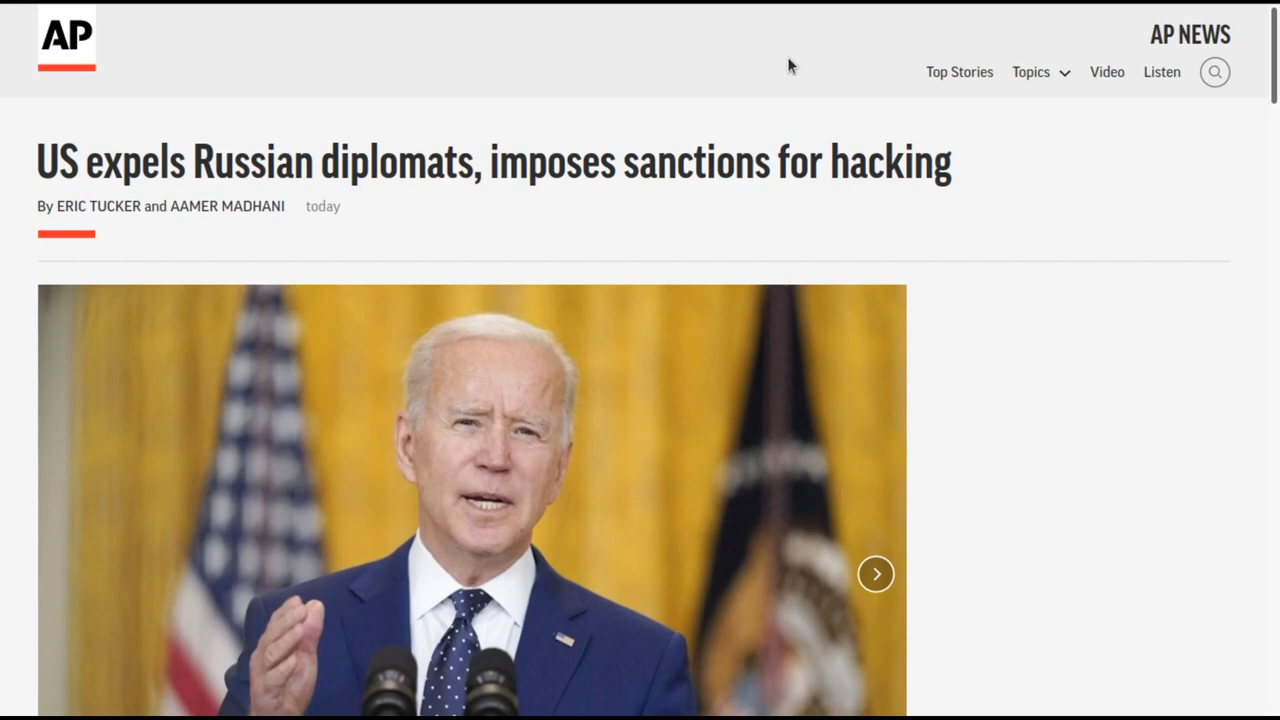 AP
AP NEWS
Top Stories Topics Video Listen
US expels Russian diplomats, imposes sanctions for hacking
By ERIC TUCKER and AAMER MADHANI today